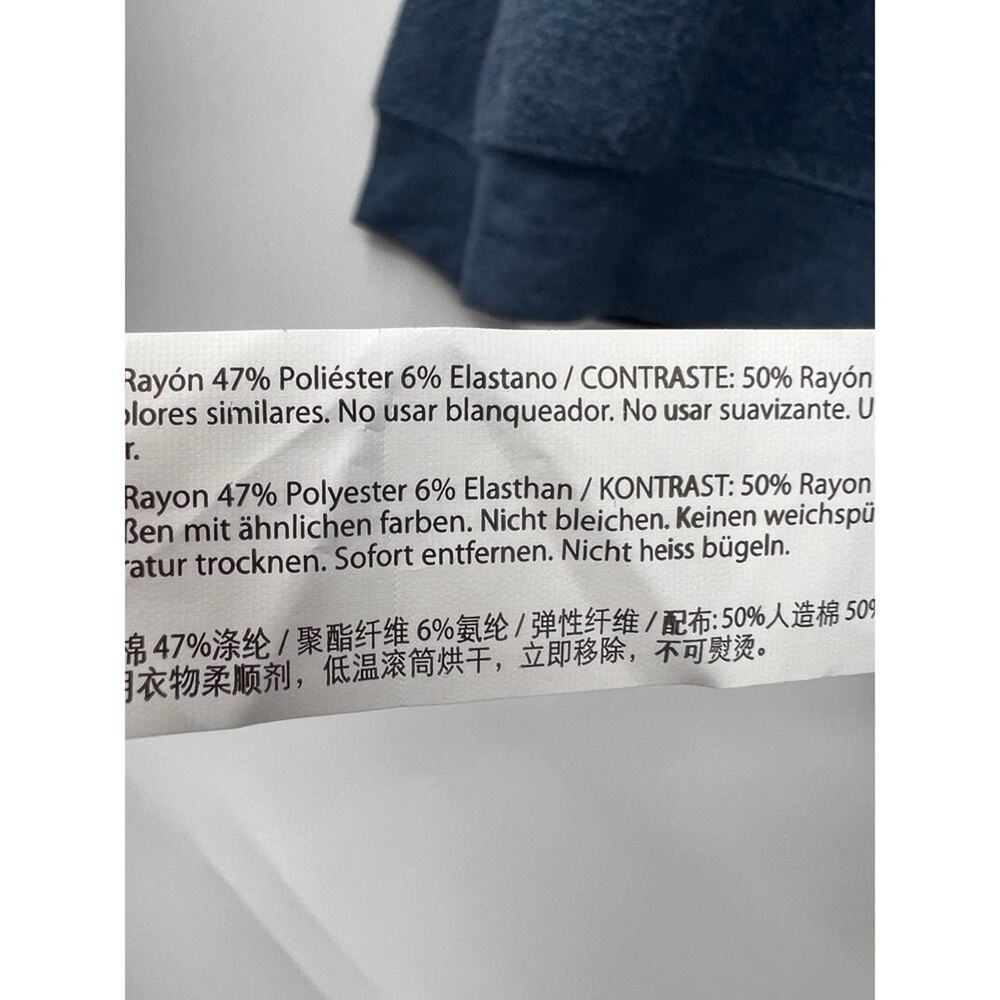 Rayón 47% Poliéster 6% Elastano / CONTRASTE: 50% Rayón
olores similares. No usar blanqueador. No usar suavizante. U
r.
Rayon 47% Polyester 6% Elasthan / KONTRAST: 50% Rayon
ßen mit ähnlichen farben. Nicht bleichen. Keinen weichspü
ratur trocknen. Sofort entfernen. Nicht heiss bügeln.
棉 47%涤纶 / 聚酯纤维 6%氨纶 / 弹性纤维 / 配布: 50%人造棉 50%
用衣物柔顺剂，低温滚筒烘干，立即移除，不可熨烫。